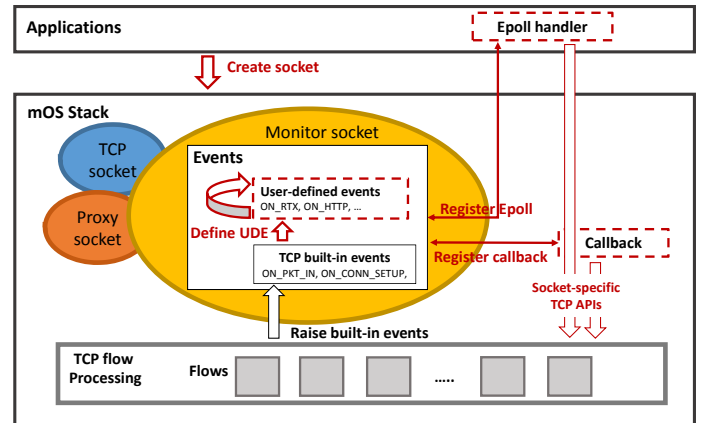 Applications
Epoll handler
Create socket
mOS Stack
Monitor socket
TCP
socket
Proxy
socket
Events
User-defined events
ON_RTX, ON_HTTP, ...
Define UDE
TCP built-in events
ON_PKT_IN, ON_CONN_SETUP,
Register Epoll
Register callback
Callback
Socket-specific
TCP APIs
Raise built-in events
TCP flow
Processing
Flows
.....